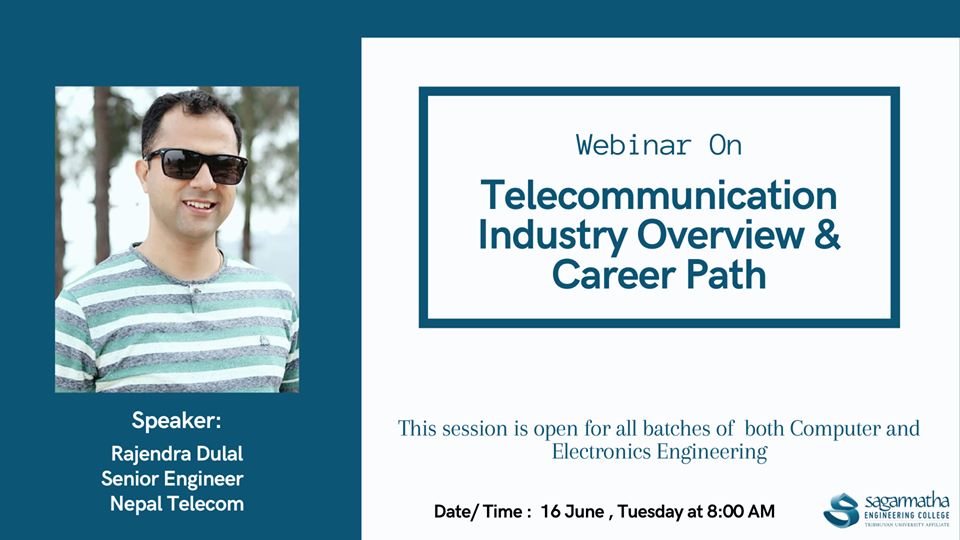 Webinar On
Telecommunication
Industry Overview &
Career Path
Speaker:
Rajendra Dulal
Senior Engineer
Nepal Telecom
This session is open for all batches of both Computer and
Electronics Engineering
Date/ Time : 16 June , Tuesday at 8:00 AM
sagarmatha
ENGINEERING COLLEGE
TRIBHUVAN UNIVERSITY AFFILIATE